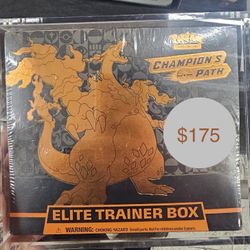 CHAMPION'S
PATH
$175
ELITE TRAINER BOX
WARNING: CHOKING HAZARD